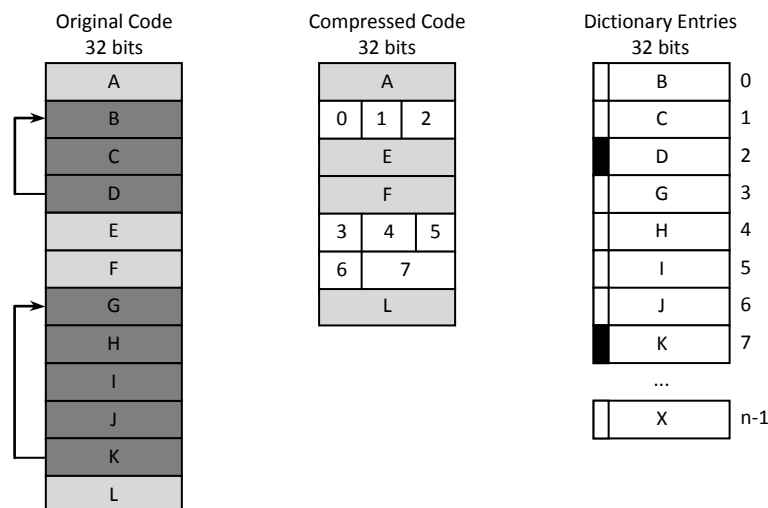 Original Code
32 bits
A
B
C
D
E
F
G
H
I
J
K
L
Compressed Code
32 bits
A
0 1 2
E
F
3 4 5
6 7
L
Dictionary Entries
32 bits
B 0
C 1
D 2
G 3
H 4
I 5
J 6
K 7
...
X n-1